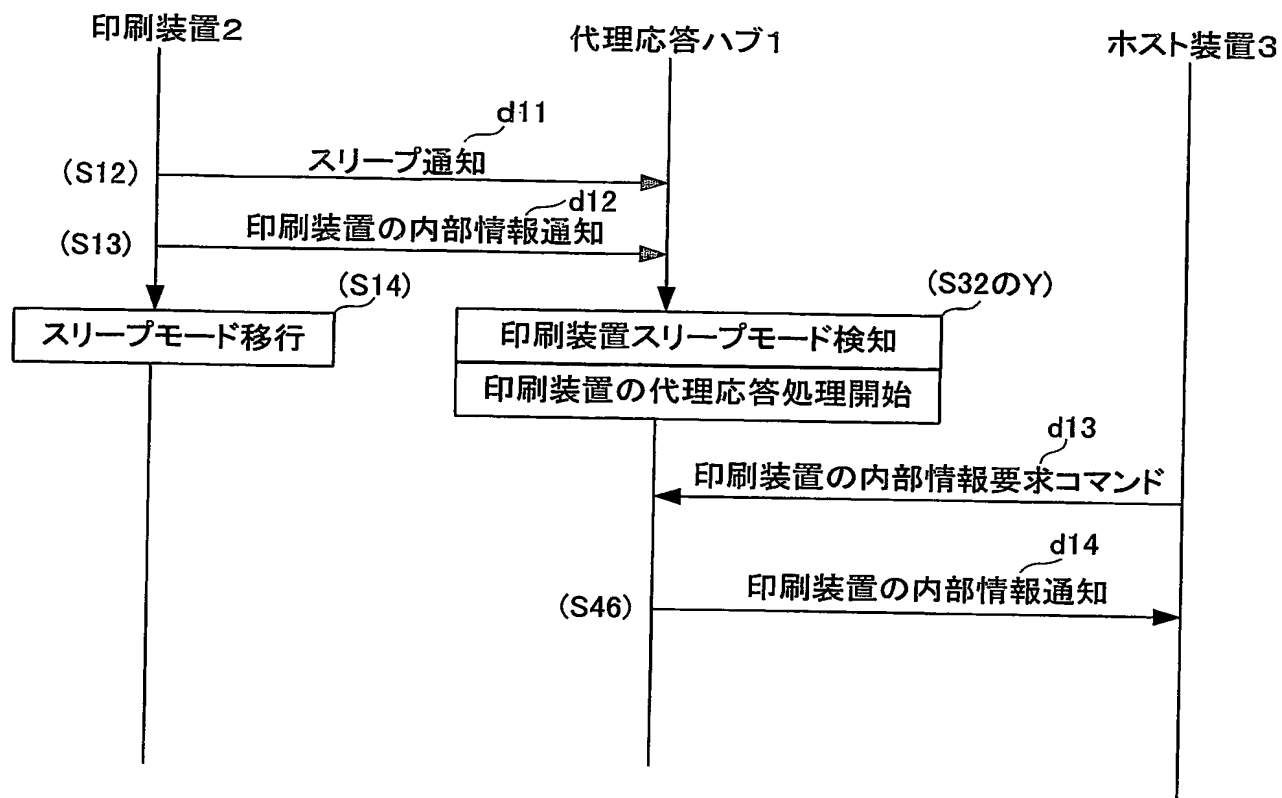 印刷装置2
代理応答ハブ1
ホスト装置3
d11
スリープ通知
(S12)
d12
印刷装置の内部情報通知
(S13)
(S14)
(S32のY)
スリープモード移行
印刷装置スリープモード検知
印刷装置の代理応答処理開始
d13
印刷装置の内部情報要求コマンド
d14
印刷装置の内部情報通知
(S46)